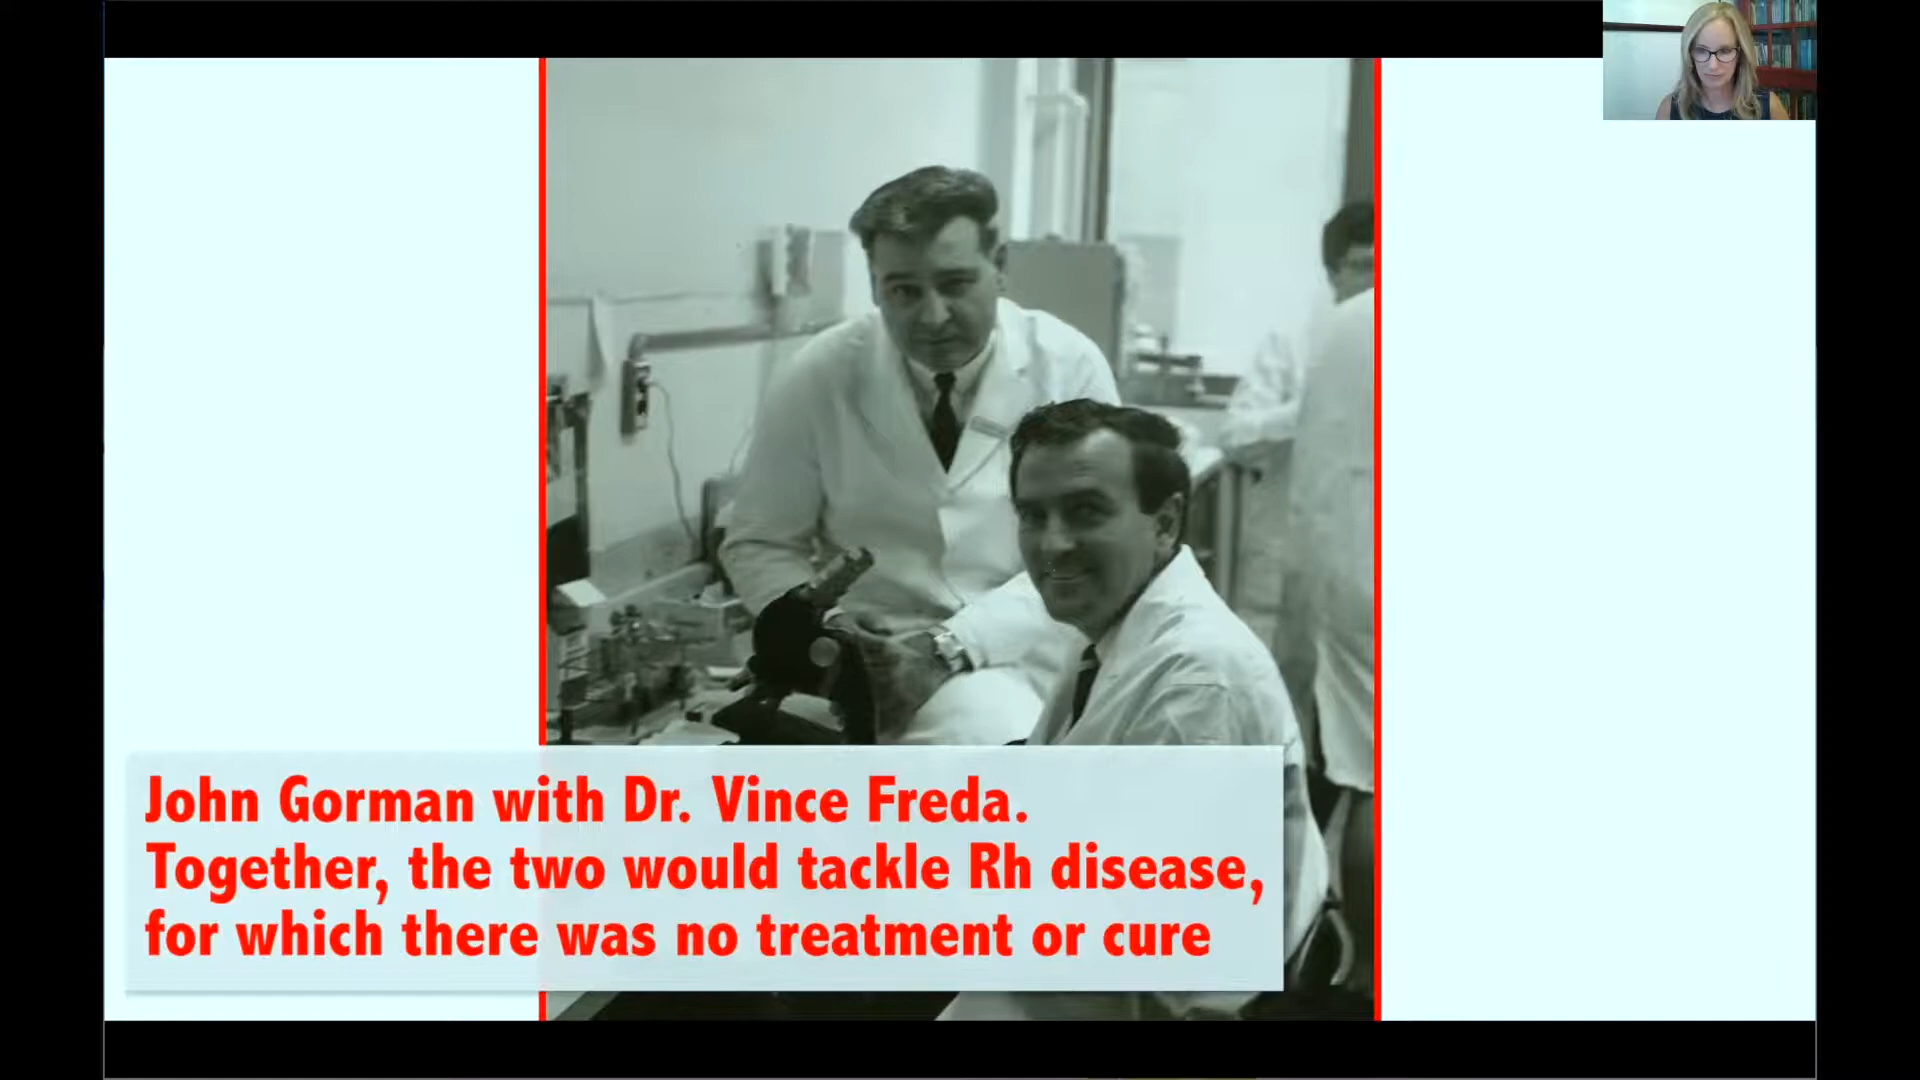 John Gorman with Dr. Vince Freda.
Together, the two would tackle Rh disease,
for which there was no treatment or cure